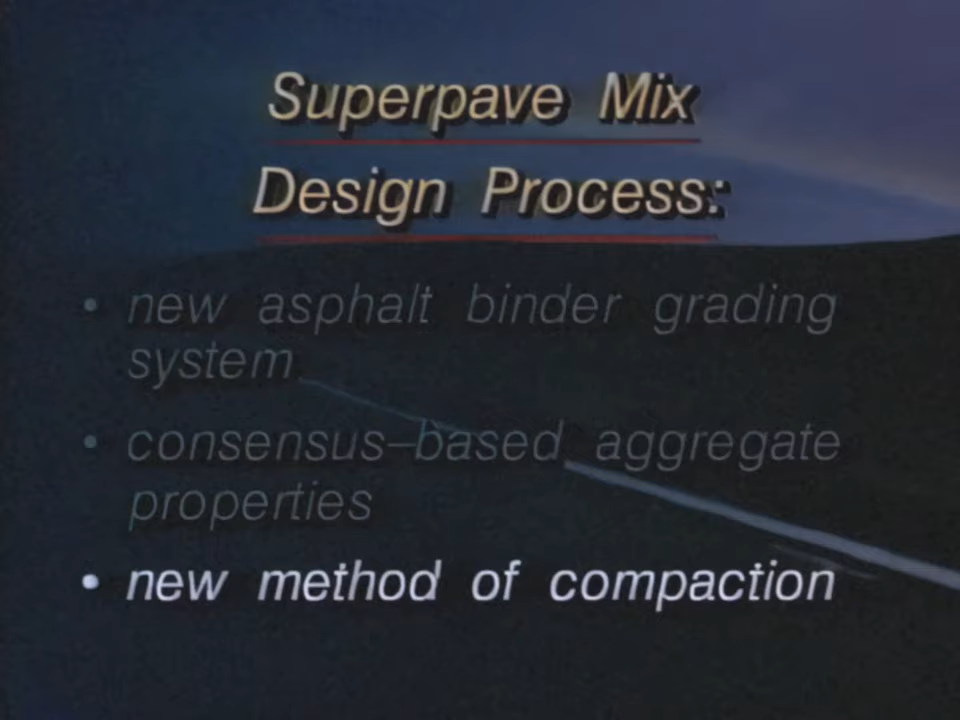 Superpave Mix
Design Process:
• new asphalt binder grading
system
• consensus–based aggregate
properties
• new method of compaction